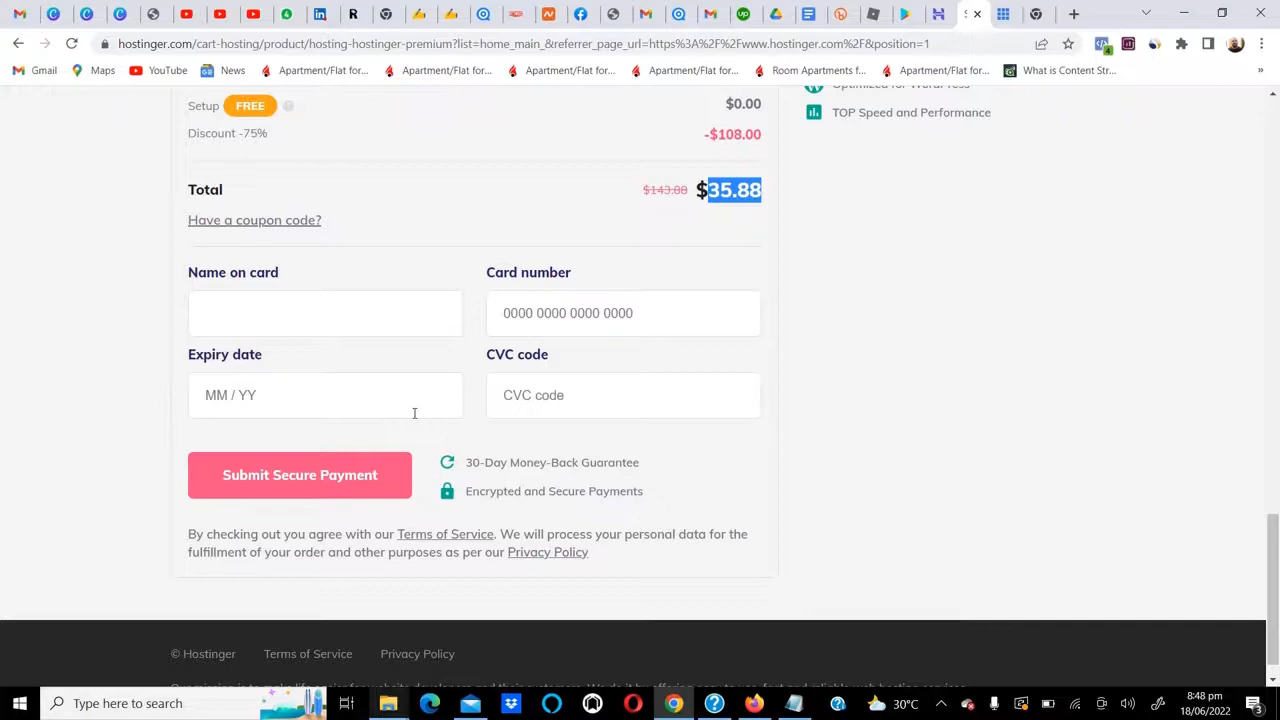 hostinger.com/cart-hosting/product/hosting-hostinger-premium?list=home_main_&referrer_page_url=https%3A%2F%2Fwww.hostinger.com%2F&position=1
Gmail Maps YouTube News Apartment/Flat for... Apartment/Flat for... Apartment/Flat for... Apartment/Flat for... Room Apartments f... Apartment/Flat for... What is Content Str... »
Optimized for WordPress
Setup FREE ? $0.00
TOP Speed and Performance
Discount -75% -$108.00
Total $143.88 $35.88
Have a coupon code?
Name on card Card number
0000 0000 0000 0000
Expiry date CVC code
MM / YY CVC code
Submit Secure Payment
30-Day Money-Back Guarantee
Encrypted and Secure Payments
By checking out you agree with our Terms of Service. We will process your personal data for the
fulfillment of your order and other purposes as per our Privacy Policy
© Hostinger Terms of Service Privacy Policy
Type here to search
30°C
8:48 pm
18/06/2022
3